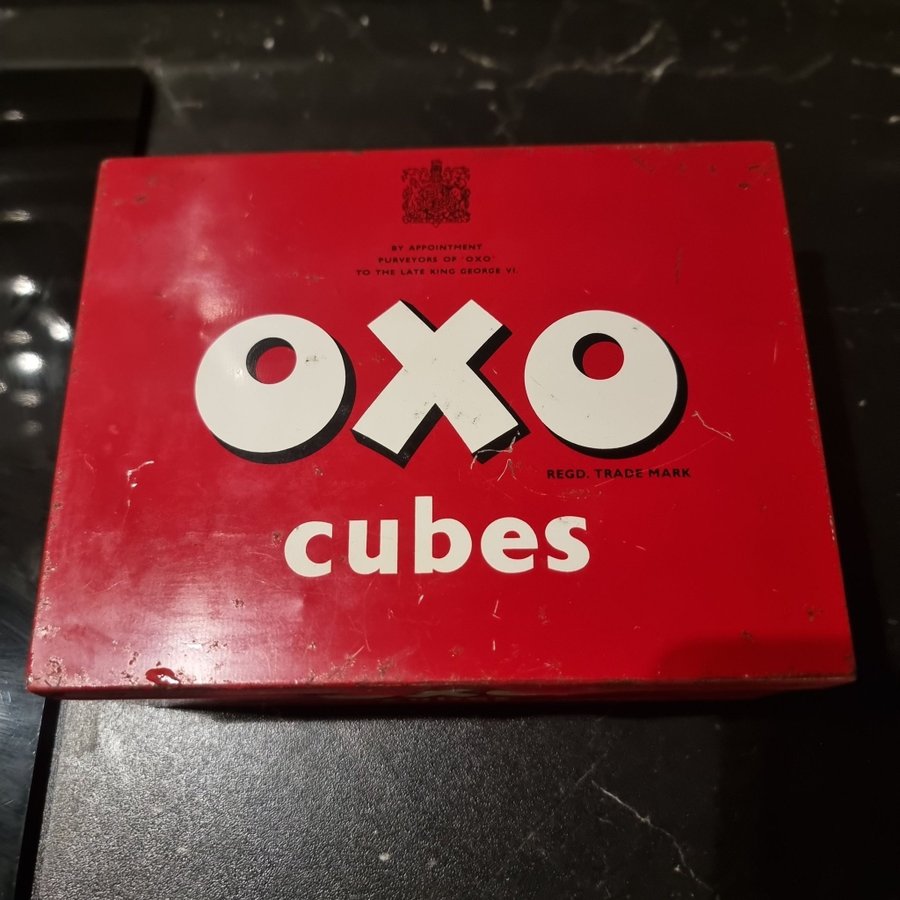 BY APPOINTMENT
PURVEYORS OF 'OXO'
TO THE LATE KING GEORGE VI.
OXO
REGD. TRADE MARK
cubes